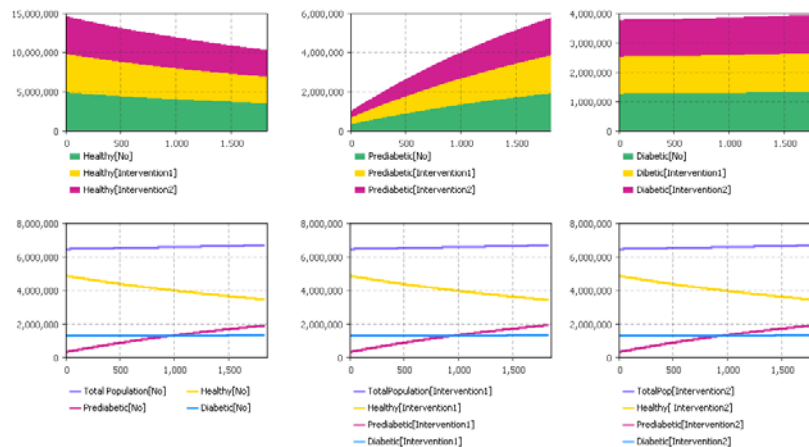 15,000,000
10,000,000
5,000,000
0
0 500 1.000 1.500
Healthy[No]
Healthy[Intervention1]
Healthy[Intervention2]
6,000,000
4,000,000
2,000,000
0
0 500 1.000 1.500
Prediabetic[No]
Prediabetic[Intervention1]
Prediabetic[Intervention2]
4,000,000
3,000,000
2,000,000
1,000,000
0
0 500 1.000 1.500
Diabetic[No]
Dibetic[Intervention1]
Diabetic[Intervention2]
8,000,000
6,000,000
4,000,000
2,000,000
0
0 500 1,000 1,500
Total Population[No] Healthy[No]
Prediabetic[No] Diabetic[No]
8,000,000
6,000,000
4,000,000
2,000,000
0
0 500 1,000 1,500
TotalPopulation[Intervention1]
Healthy[Intervention1]
Prediabetic[Intervention1]
Diabetic[Intervention1]
8,000,000
6,000,000
4,000,000
2,000,000
0
0 500 1,000 1,500
TotalPop[Intervention2]
Healthy[ Intervention2]
Prediabetic[Intervention2]
Diabetic[Intervention2]